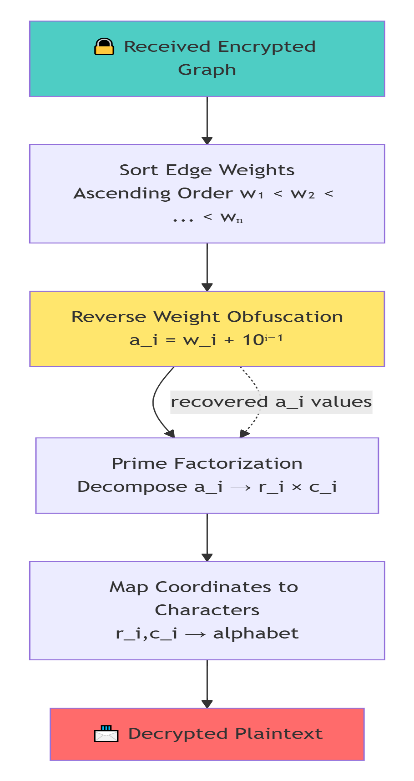 🔒 Received Encrypted
Graph
Sort Edge Weights
Ascending Order w₁ < w₂ <
... < wₙ
Reverse Weight Obfuscation
a_i = w_i + 10ⁱ⁻¹
recovered a_i values
Prime Factorization
Decompose a_i → r_i × c_i
Map Coordinates to
Characters
r_i,c_i → alphabet
📨 Decrypted Plaintext